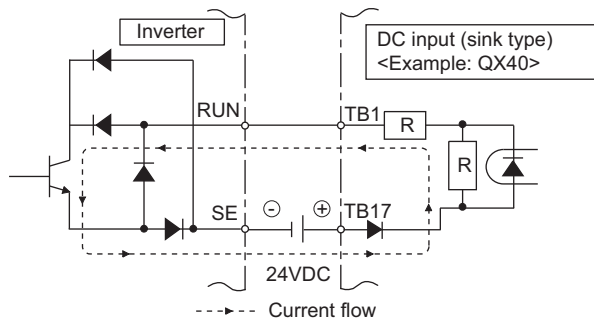 Inverter
DC input (sink type)
<Example: QX40>
RUN
TB1
R
R
SE
⊖
⊕
TB17
24VDC
Current flow